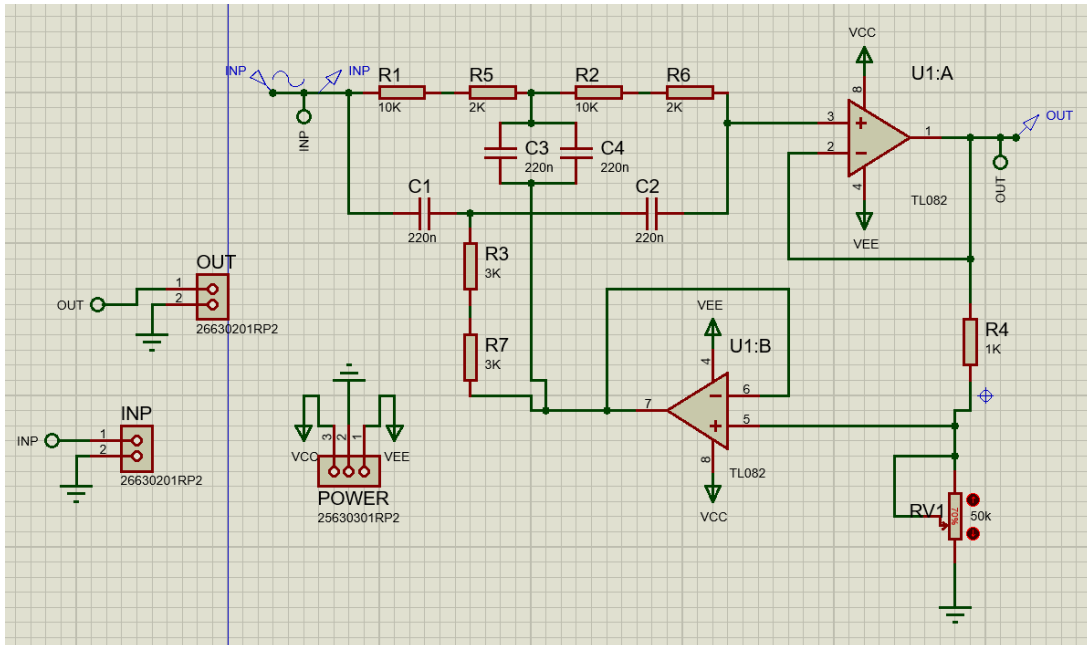 VCC
INP
INP
R1
R5
R2
R6
U1:A
10K
2K
10K
2K
8
OUT
INP
3
1
C3
C4
2
220n
220n
4
OUT
C1
C2
TL082
220n
220n
VEE
R3
OUT
3K
1
2
OUT
VEE
26630201RP2
R4
U1:B
1K
R7
3K
4
6
7
5
INP
1
INP
2
3
2
1
8
VCC
VEE
TL082
26630201RP2
POWER
VCC
RV1
70%
50k
25630301RP2